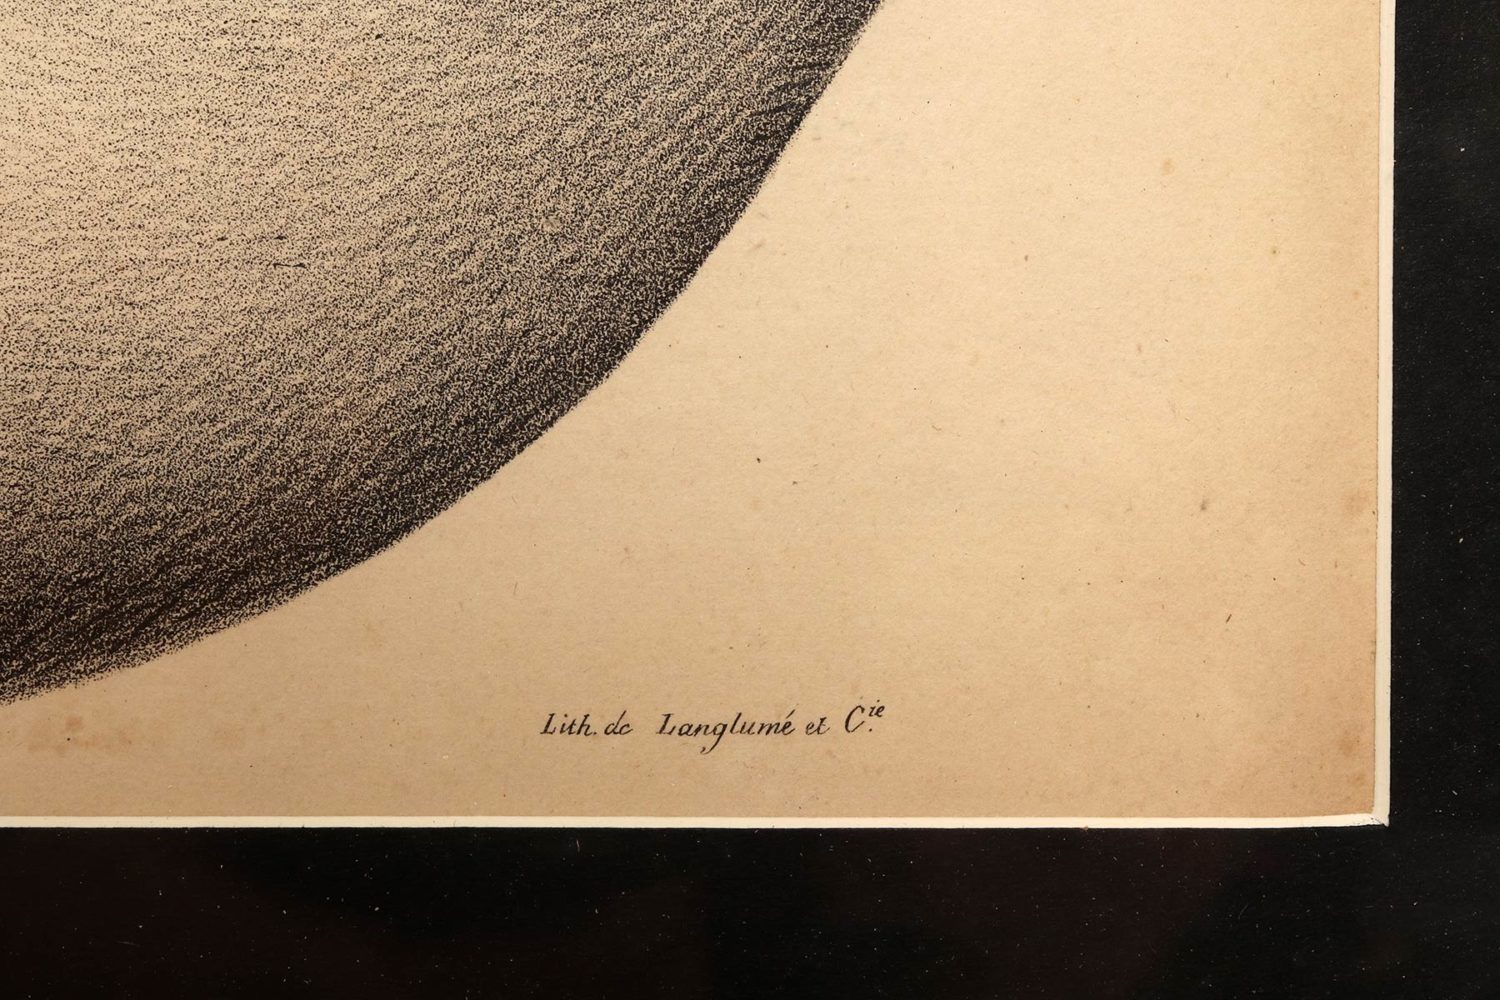 Lith. de Langlumé et Cie.